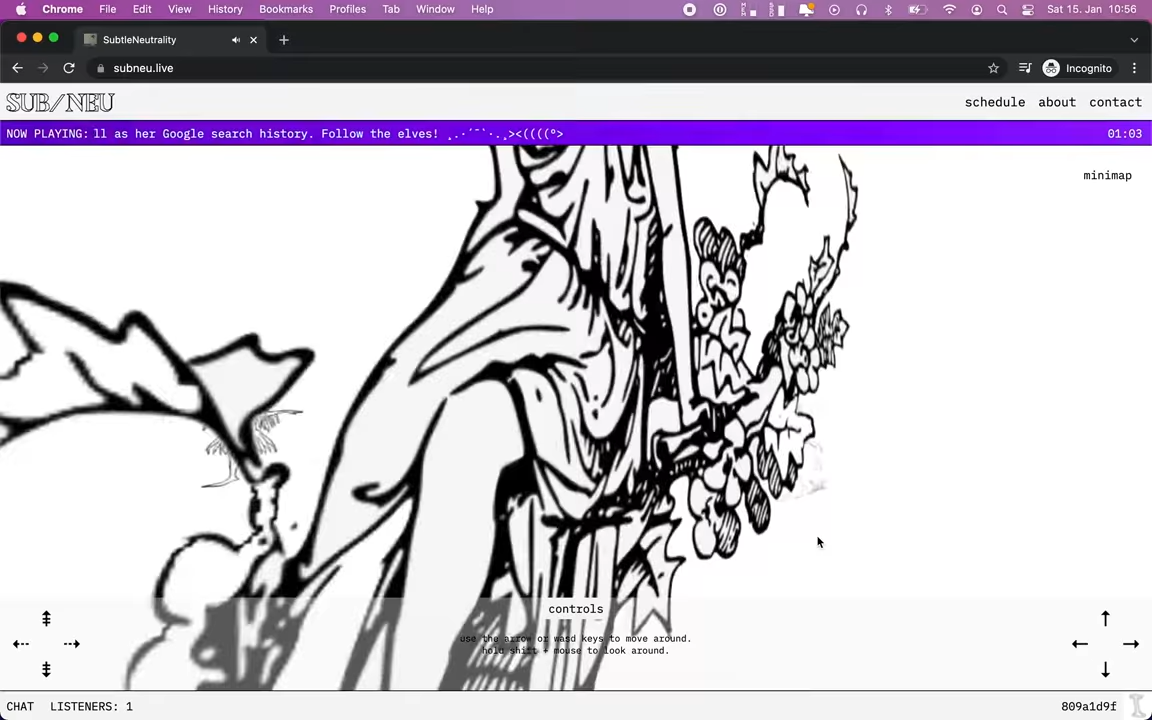 Chrome File Edit View History Bookmarks Profiles Tab Window Help Sat 15. Jan 10:56
SubtleNeutrality
subneu.live Incognito
SUB/NEU schedule about contact
NOW PLAYING: ll as her Google search history. Follow the elves! ¸.·´¯`·.¸><((((º> 01:03
minimap
controls
use the arrow or wasd keys to move around.
hold shift + mouse to look around.
CHAT LISTENERS: 1 809a1d9f